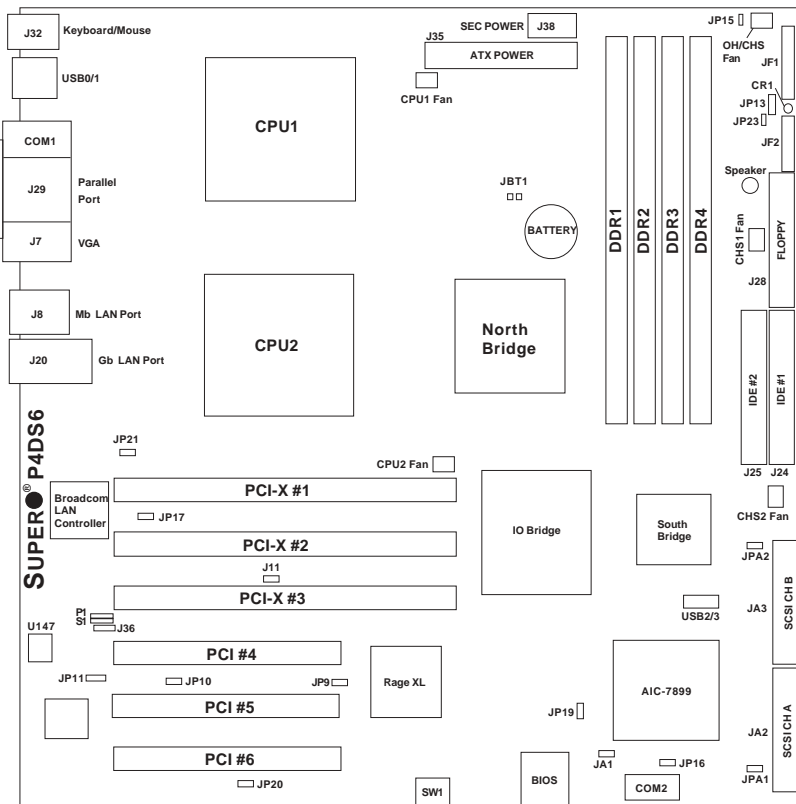 J32
Keyboard/Mouse
USB0/1
COM1
J29
Parallel
Port
J7
VGA
J8
Mb LAN Port
J20
Gb LAN Port
SUPER® P4DS6
CPU1
CPU2
J35
SEC POWER
J38
ATX POWER
CPU1 Fan
JBT1
BATTERY
North
Bridge
DDR1
DDR2
DDR3
DDR4
JP15
OH/CHS
Fan
JF1
CR1
JP13
JP23
JF2
Speaker
CHS1 Fan
FLOPPY
J28
IDE #2
IDE #1
J25
J24
CHS2 Fan
JP21
CPU2 Fan
Broadcom
LAN
Controller
PCI-X #1
JP17
PCI-X #2
J11
PCI-X #3
P1
S1
J36
U147
PCI #4
JP11
JP10
JP9
PCI #5
PCI #6
JP20
Rage XL
SW1
IO Bridge
South
Bridge
USB2/3
JPA2
JA3
SCSI CH B
AIC-7899
JP19
JA1
JP16
BIOS
COM2
JA2
SCSI CH A
JPA1